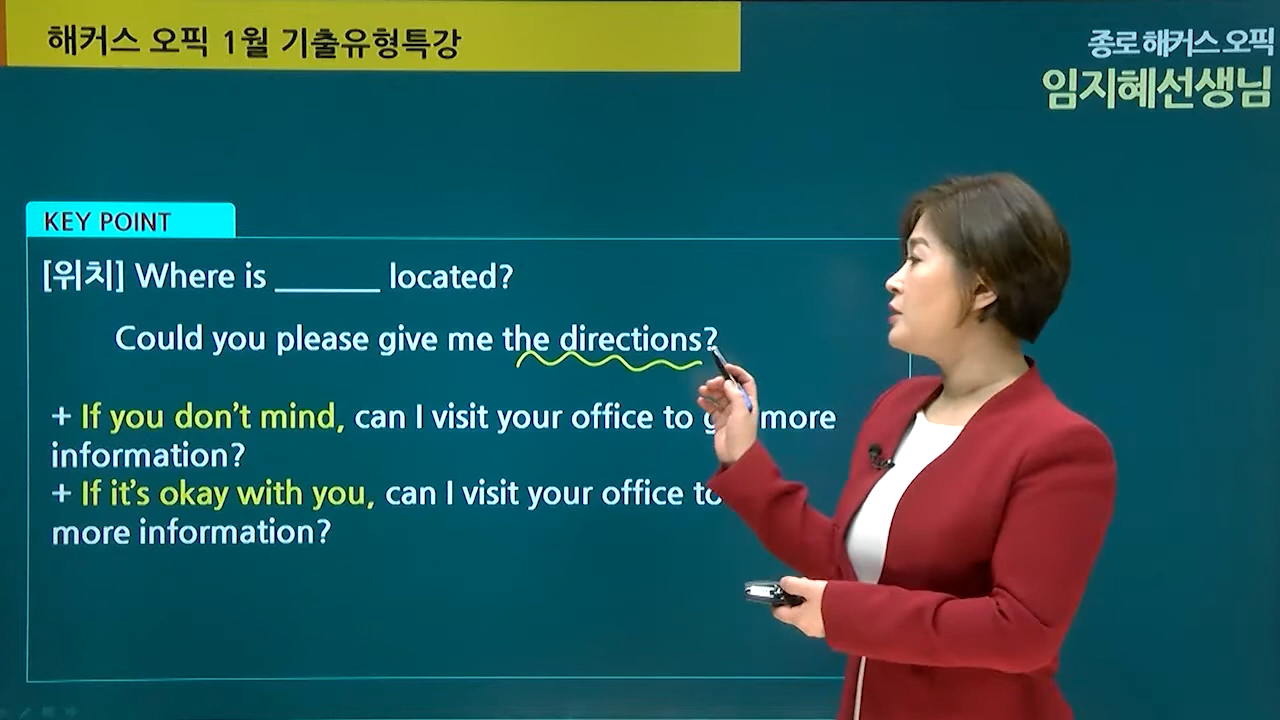 해커스 오픽 1월 기출유형특강
종로 해커스 오픽
임지혜선생님
KEY POINT
[위치] Where is ______ located?
Could you please give me the directions?
+ If you don't mind, can I visit your office to more
information?
+ If it's okay with you, can I visit your office to
more information?